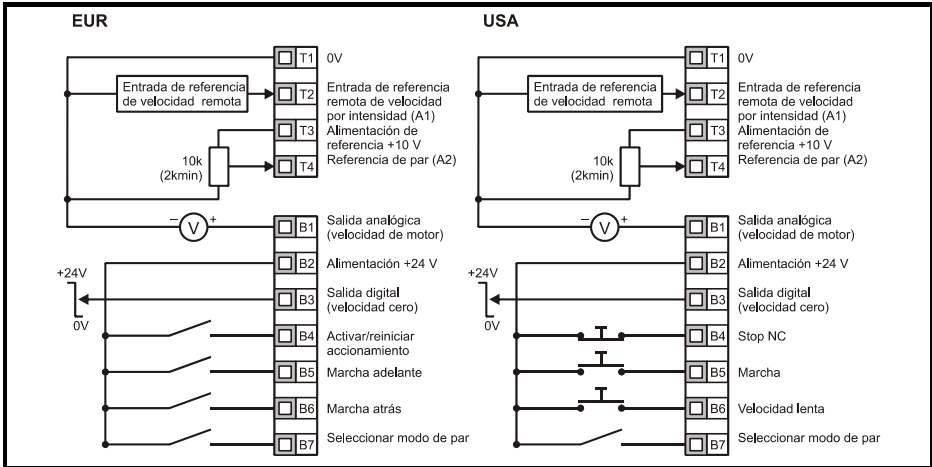 EUR
T1 0V
Entrada de referencia
de velocidad remota
T2 Entrada de referencia
remota de velocidad
por intensidad (A1)
T3 Alimentación de
referencia +10 V
10k
(2kmin)
T4 Referencia de par (A2)
– V +
B1 Salida analógica
(velocidad de motor)
B2 Alimentación +24 V
+24V
0V
B3 Salida digital
(velocidad cero)
B4 Activar/reiniciar
accionamiento
B5 Marcha adelante
B6 Marcha atrás
B7 Seleccionar modo de par
USA
T1 0V
Entrada de referencia
de velocidad remota
T2 Entrada de referencia
remota de velocidad
por intensidad (A1)
T3 Alimentación de
referencia +10 V
10k
(2kmin)
T4 Referencia de par (A2)
– V +
B1 Salida analógica
(velocidad de motor)
B2 Alimentación +24 V
+24V
0V
B3 Salida digital
(velocidad cero)
B4 Stop NC
B5 Marcha
B6 Velocidad lenta
B7 Seleccionar modo de par